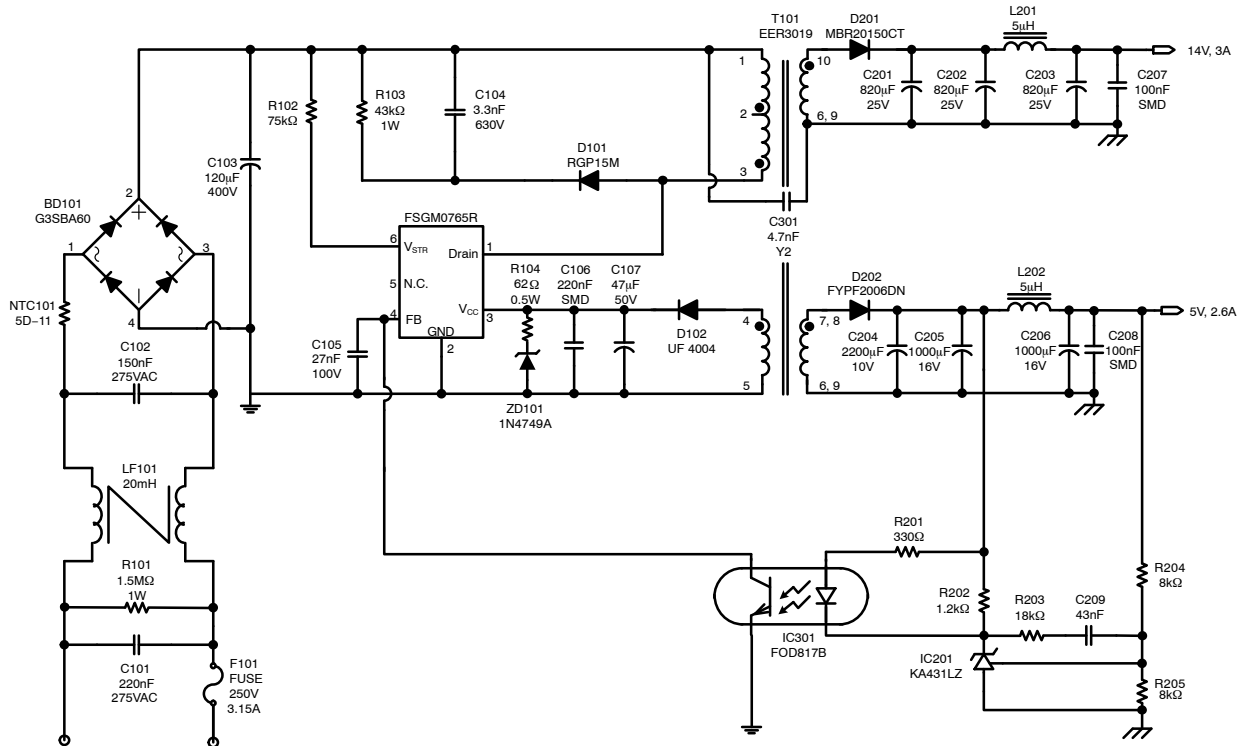 T101
EER3019
D201
MBR20150CT
L201
5μH
14V, 3A
1
2
3
10
6, 9
C201
820μF
25V
C202
820μF
25V
C203
820μF
25V
C207
100nF
SMD
R102
75kΩ
R103
43kΩ
1W
C104
3.3nF
630V
D101
RGP15M
C103
120μF
400V
C301
4.7nF
Y2
BD101
G3SBA60
2
1
3
4
+
−
~
~
FSGM0765R
6
VSTR
5
N.C.
4
FB
Drain
1
VCC
3
GND
2
NTC101
5D−11
R104
62Ω
0.5W
C106
220nF
SMD
C107
47μF
50V
D102
UF 4004
C105
27nF
100V
ZD101
1N4749A
4
5
7, 8
6, 9
D202
FYPF2006DN
L202
5μH
5V, 2.6A
C204
2200μF
10V
C205
1000μF
16V
C206
1000μF
16V
C208
100nF
SMD
C102
150nF
275VAC
LF101
20mH
R101
1.5MΩ
1W
C101
220nF
275VAC
F101
FUSE
250V
3.15A
R201
330Ω
R202
1.2kΩ
R203
18kΩ
C209
43nF
R204
8kΩ
IC301
FOD817B
IC201
KA431LZ
R205
8kΩ